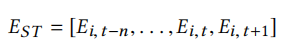 E_{ST} = [E_{i,t-n}, ..., E_{i,t}, E_{i,t+1}]